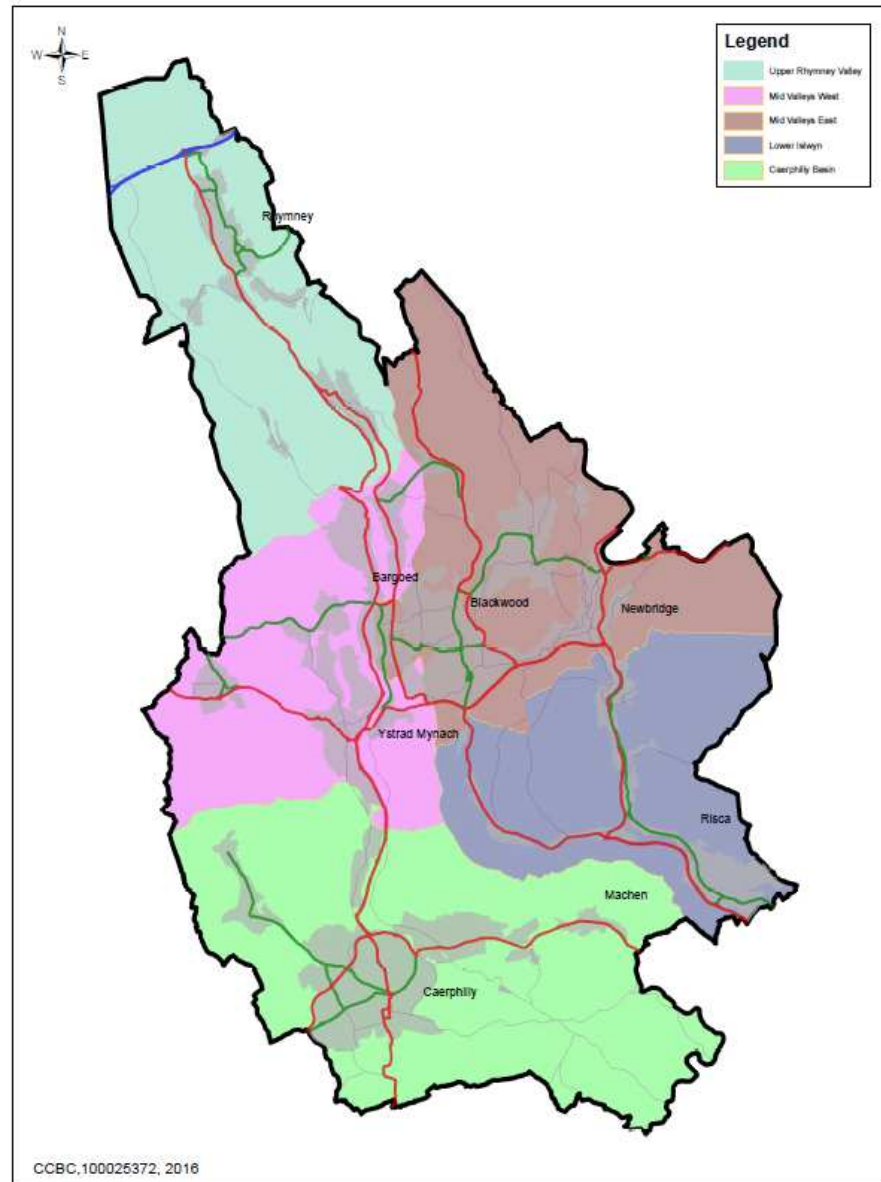 N
W E
S
Legend
Upper Rhymney Valley
Mid Valleys West
Mid Valleys East
Lower Islwyn
Caerphilly Basin
Rhymney
Bargoed
Blackwood
Newbridge
Ystrad Mynach
Risca
Machen
Caerphilly
CCBC,100025372, 2016